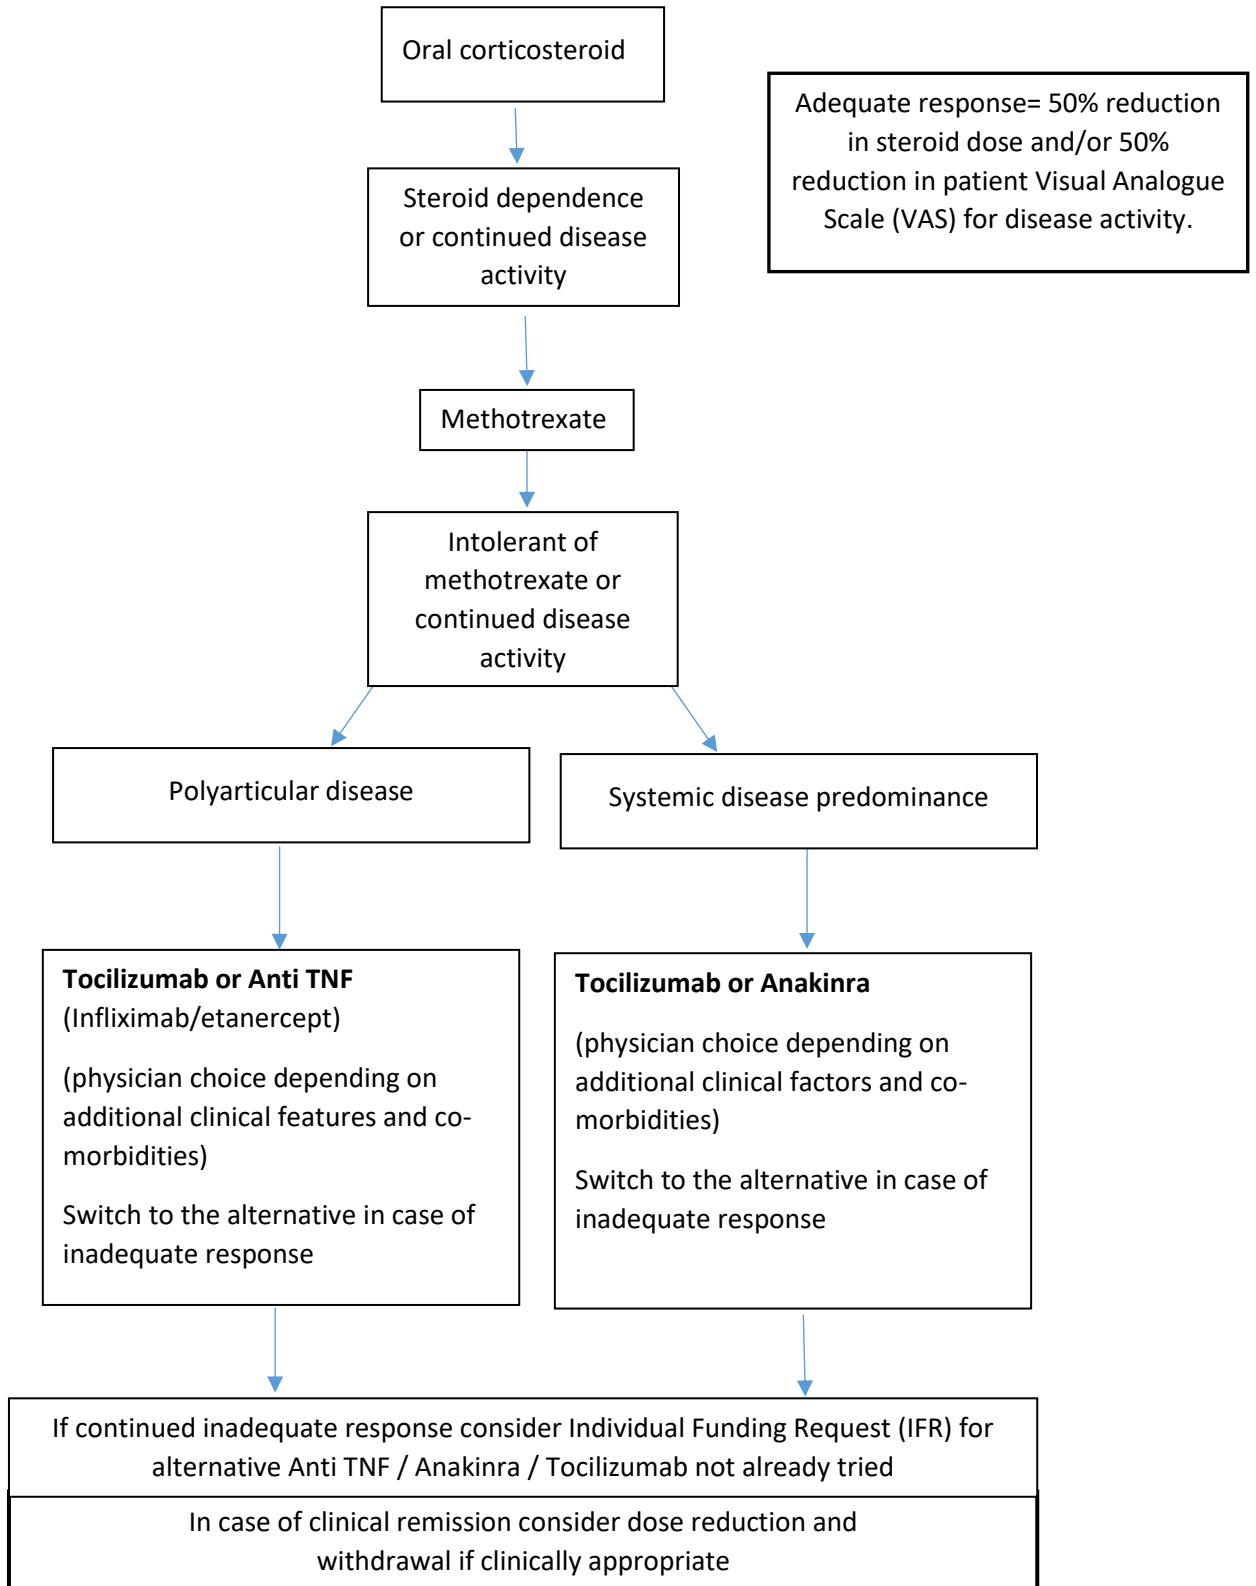 Oral corticosteroid
Adequate response= 50% reduction
in steroid dose and/or 50%
reduction in patient Visual Analogue
Scale (VAS) for disease activity.
Steroid dependence
or continued disease
activity
Methotrexate
Intolerant of
methotrexate or
continued disease
activity
Polyarticular disease
Systemic disease predominance
Tocilizumab or Anti TNF
(Infliximab/etanercept)
(physician choice depending on
additional clinical features and co-
morbidities)
Switch to the alternative in case of
inadequate response
Tocilizumab or Anakinra
(physician choice depending on
additional clinical factors and co-
morbidities)
Switch to the alternative in case of
inadequate response
If continued inadequate response consider Individual Funding Request (IFR) for
alternative Anti TNF / Anakinra / Tocilizumab not already tried
In case of clinical remission consider dose reduction and
withdrawal if clinically appropriate